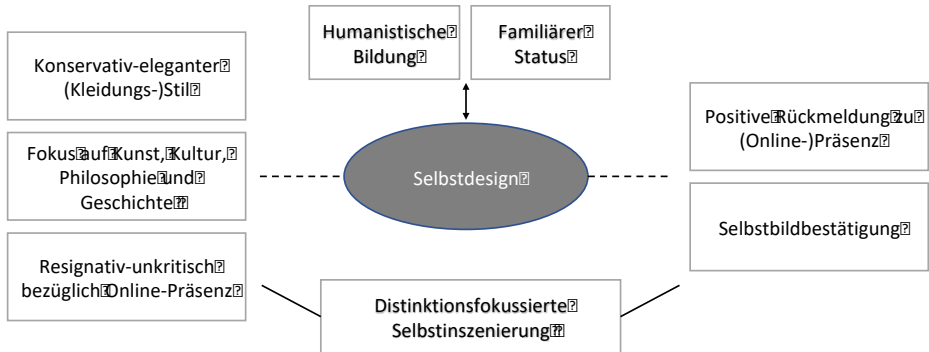 Humanistische
Bildung
Familiärer
Status
Konservativ-eleganter
(Kleidungs-)Stil
Fokus auf Kunst, Kultur,
Philosophie und
Geschichte
Resignativ-unkritisch
bezüglich Online-Präsenz
Selbstdesign
Positive Rückmeldung zu
(Online-)Präsenz
Selbstbildbestätigung
Distinktionsfokussierte
Selbstinszenierung